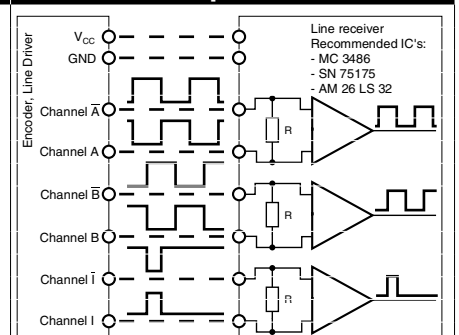 Encoder, Line Driver
VCC
GND
Channel A̅
Channel A
Channel B̅
Channel B
Channel I̅
Channel I
Line receiver
Recommended IC's:
- MC 3486
- SN 75175
- AM 26 LS 32
R
R
R